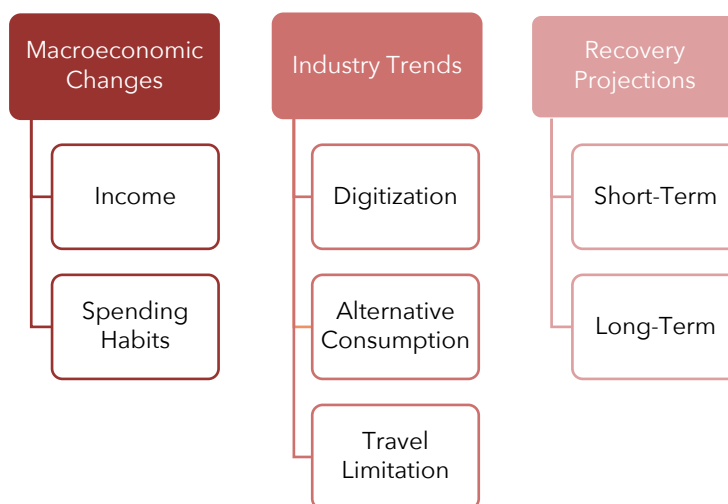 Macroeconomic
Changes
Income
Spending
Habits
Industry Trends
Digitization
Alternative
Consumption
Travel
Limitation
Recovery
Projections
Short-Term
Long-Term